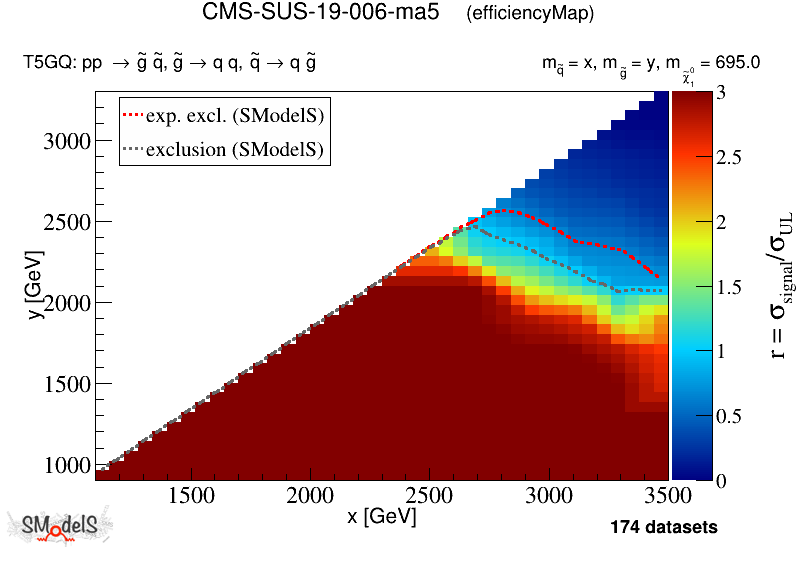 CMS-SUS-19-006-ma5 (efficiencyMap)
T5GQ: pp → g̃ q̃, g̃ → q q, q̃ → q g̃
m_q̃ = x, m_g̃ = y, m_χ̃₁⁰ = 695.0
exp. excl. (SModelS)
exclusion (SModelS)
3000
2500
2000
1500
1000
y [GeV]
1500 2000 2500 3000 3500
x [GeV]
3
2.5
2
1.5
1
0.5
0
r = σ_signal/σ_UL
SModelS
174 datasets